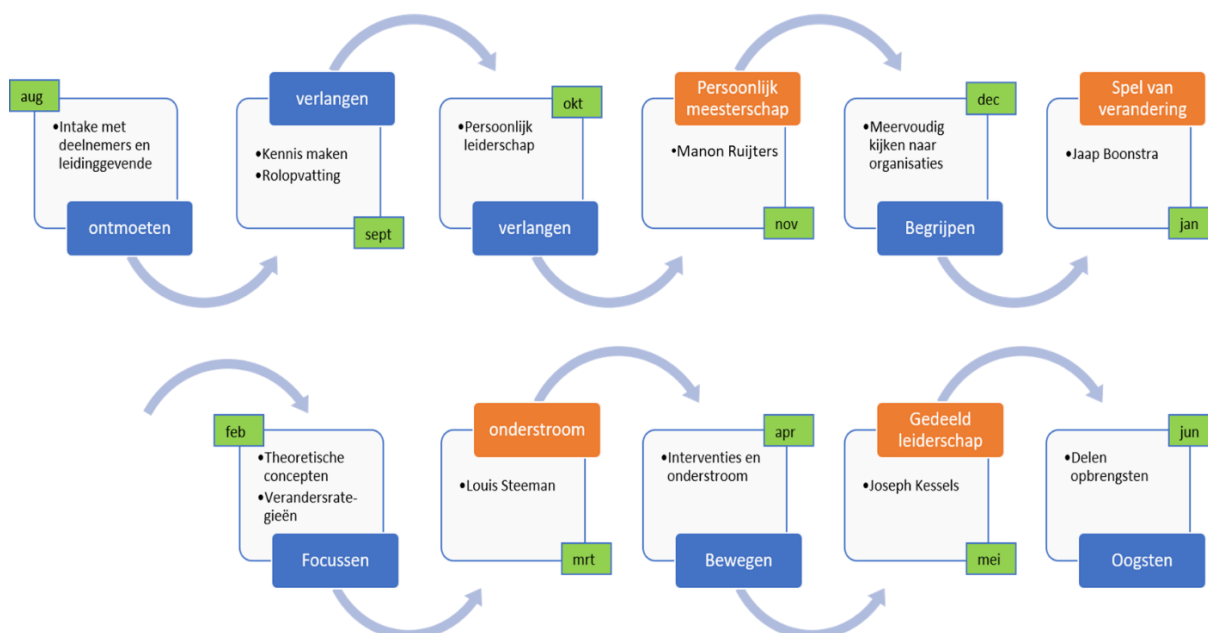 aug
•Intake met
deelnemers en
leidinggevende
ontmoeten
verlangen
•Kennis maken
•Rolopvatting
sept
okt
•Persoonlijk
leiderschap
verlangen
Persoonlijk
meesterschap
•Manon Ruijters
nov
dec
•Meervoudig
kijken naar
organisaties
Begrijpen
Spel van
verandering
•Jaap Boonstra
jan
feb
•Theoretische
concepten
•Verandersrate-
gieën
Focussen
onderstroom
•Louis Steeman
mrt
apr
•Interventies en
onderstroom
Bewegen
Gedeeld
leiderschap
•Joseph Kessels
mei
jun
•Delen
opbrengsten
Oogsten